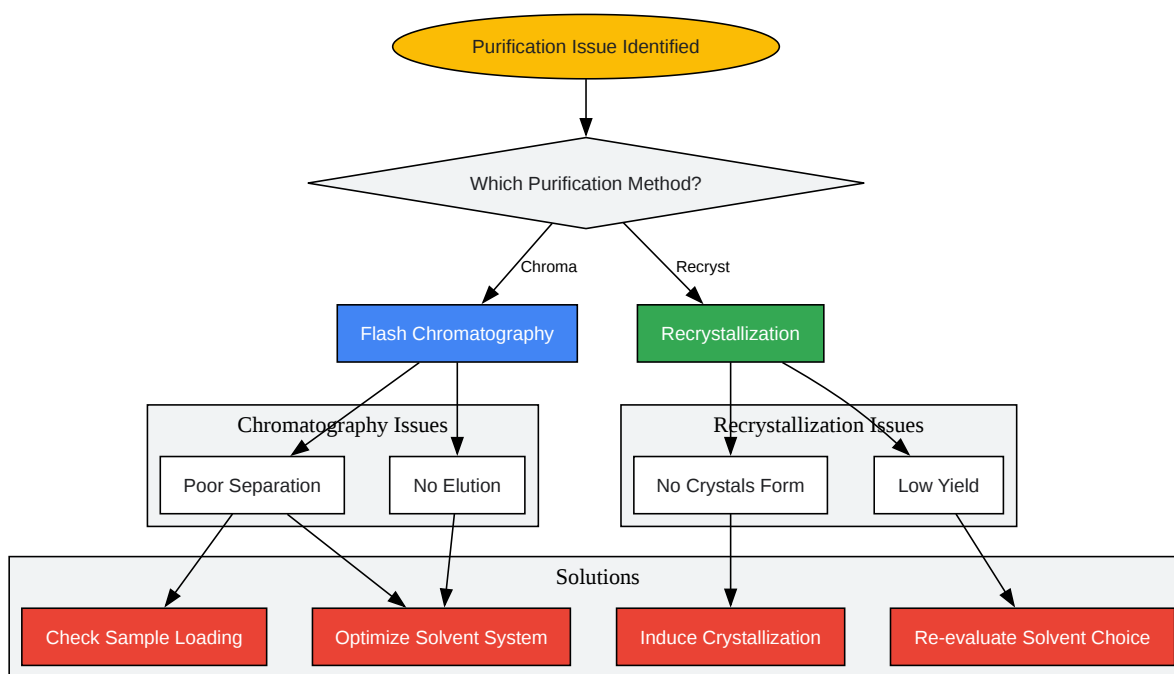 Purification Issue Identified
Which Purification Method?
Chroma
Recryst
Flash Chromatography
Recrystallization
Chromatography Issues
Recrystallization Issues
Poor Separation
No Elution
No Crystals Form
Low Yield
Solutions
Check Sample Loading
Optimize Solvent System
Induce Crystallization
Re-evaluate Solvent Choice